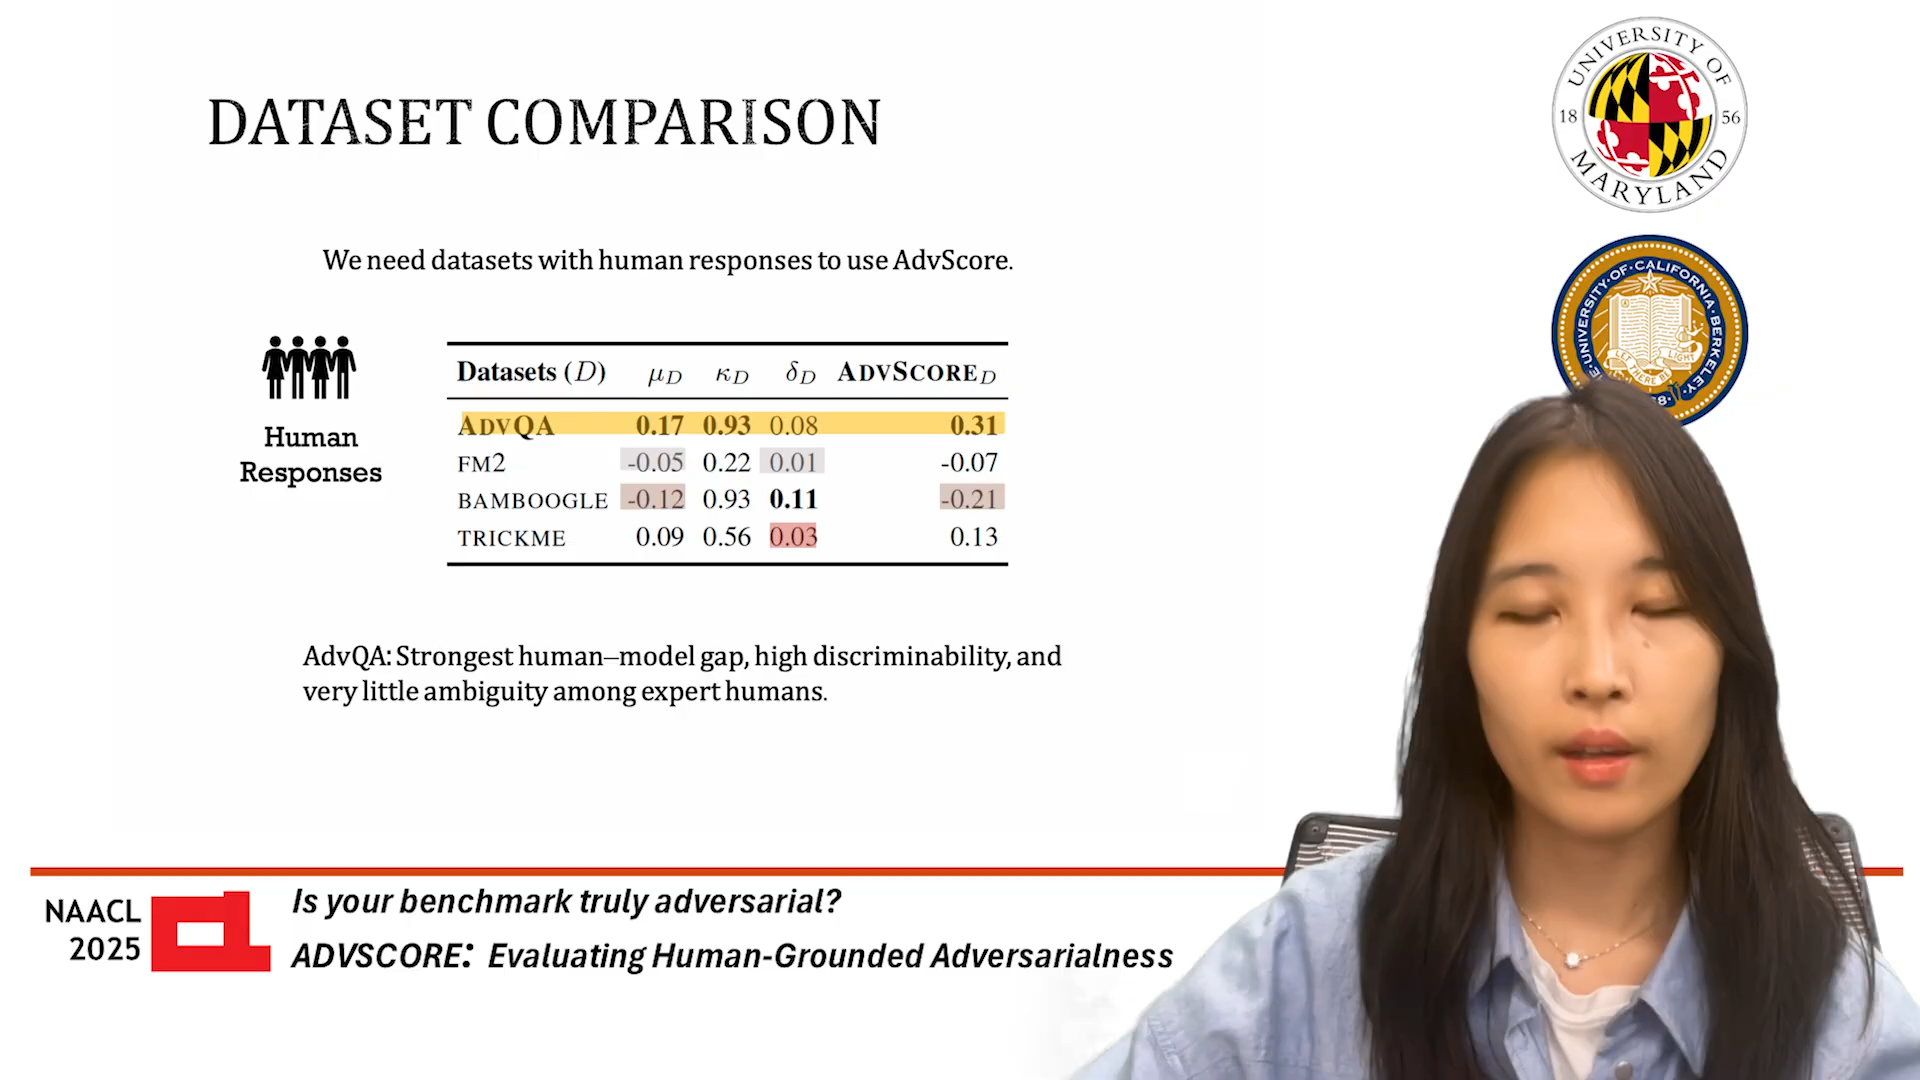 DATASET COMPARISON
We need datasets with human responses to use AdvScore.
Human
Responses
Datasets (D) μD κD δD ADVSCORED
ADVQA 0.17 0.93 0.08 0.31
FM2 -0.05 0.22 0.01 -0.07
BAMBOOGLE -0.12 0.93 0.11 -0.21
TRICKME 0.09 0.56 0.03 0.13
AdvQA: Strongest human–model gap, high discriminability, and
very little ambiguity among expert humans.
NAACL
2025
Is your benchmark truly adversarial?
ADVSCORE: Evaluating Human-Grounded Adversarialness
UNIVERSITY OF
18 56
MARYLAND
UNIVERSITY·OF·CALIFORNIA·BERKELEY
LET THERE BE LIGHT